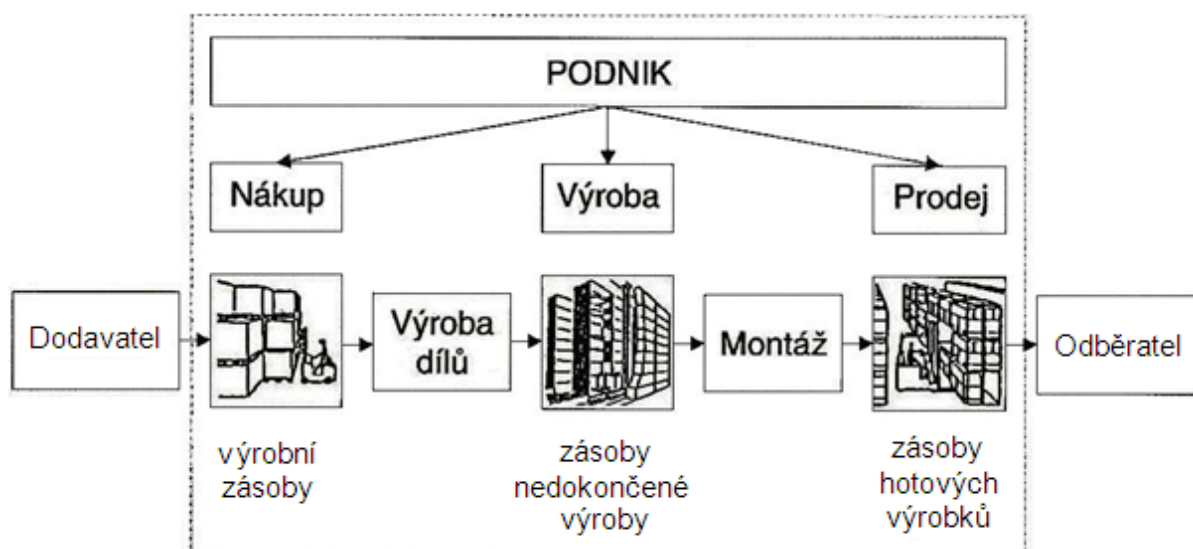 PODNIK
Nákup
Výroba
Prodej
Dodavatel
Výroba
dílů
Montáž
Odběratel
výrobní
zásoby
zásoby
nedokončené
výroby
zásoby
hotových
výrobků